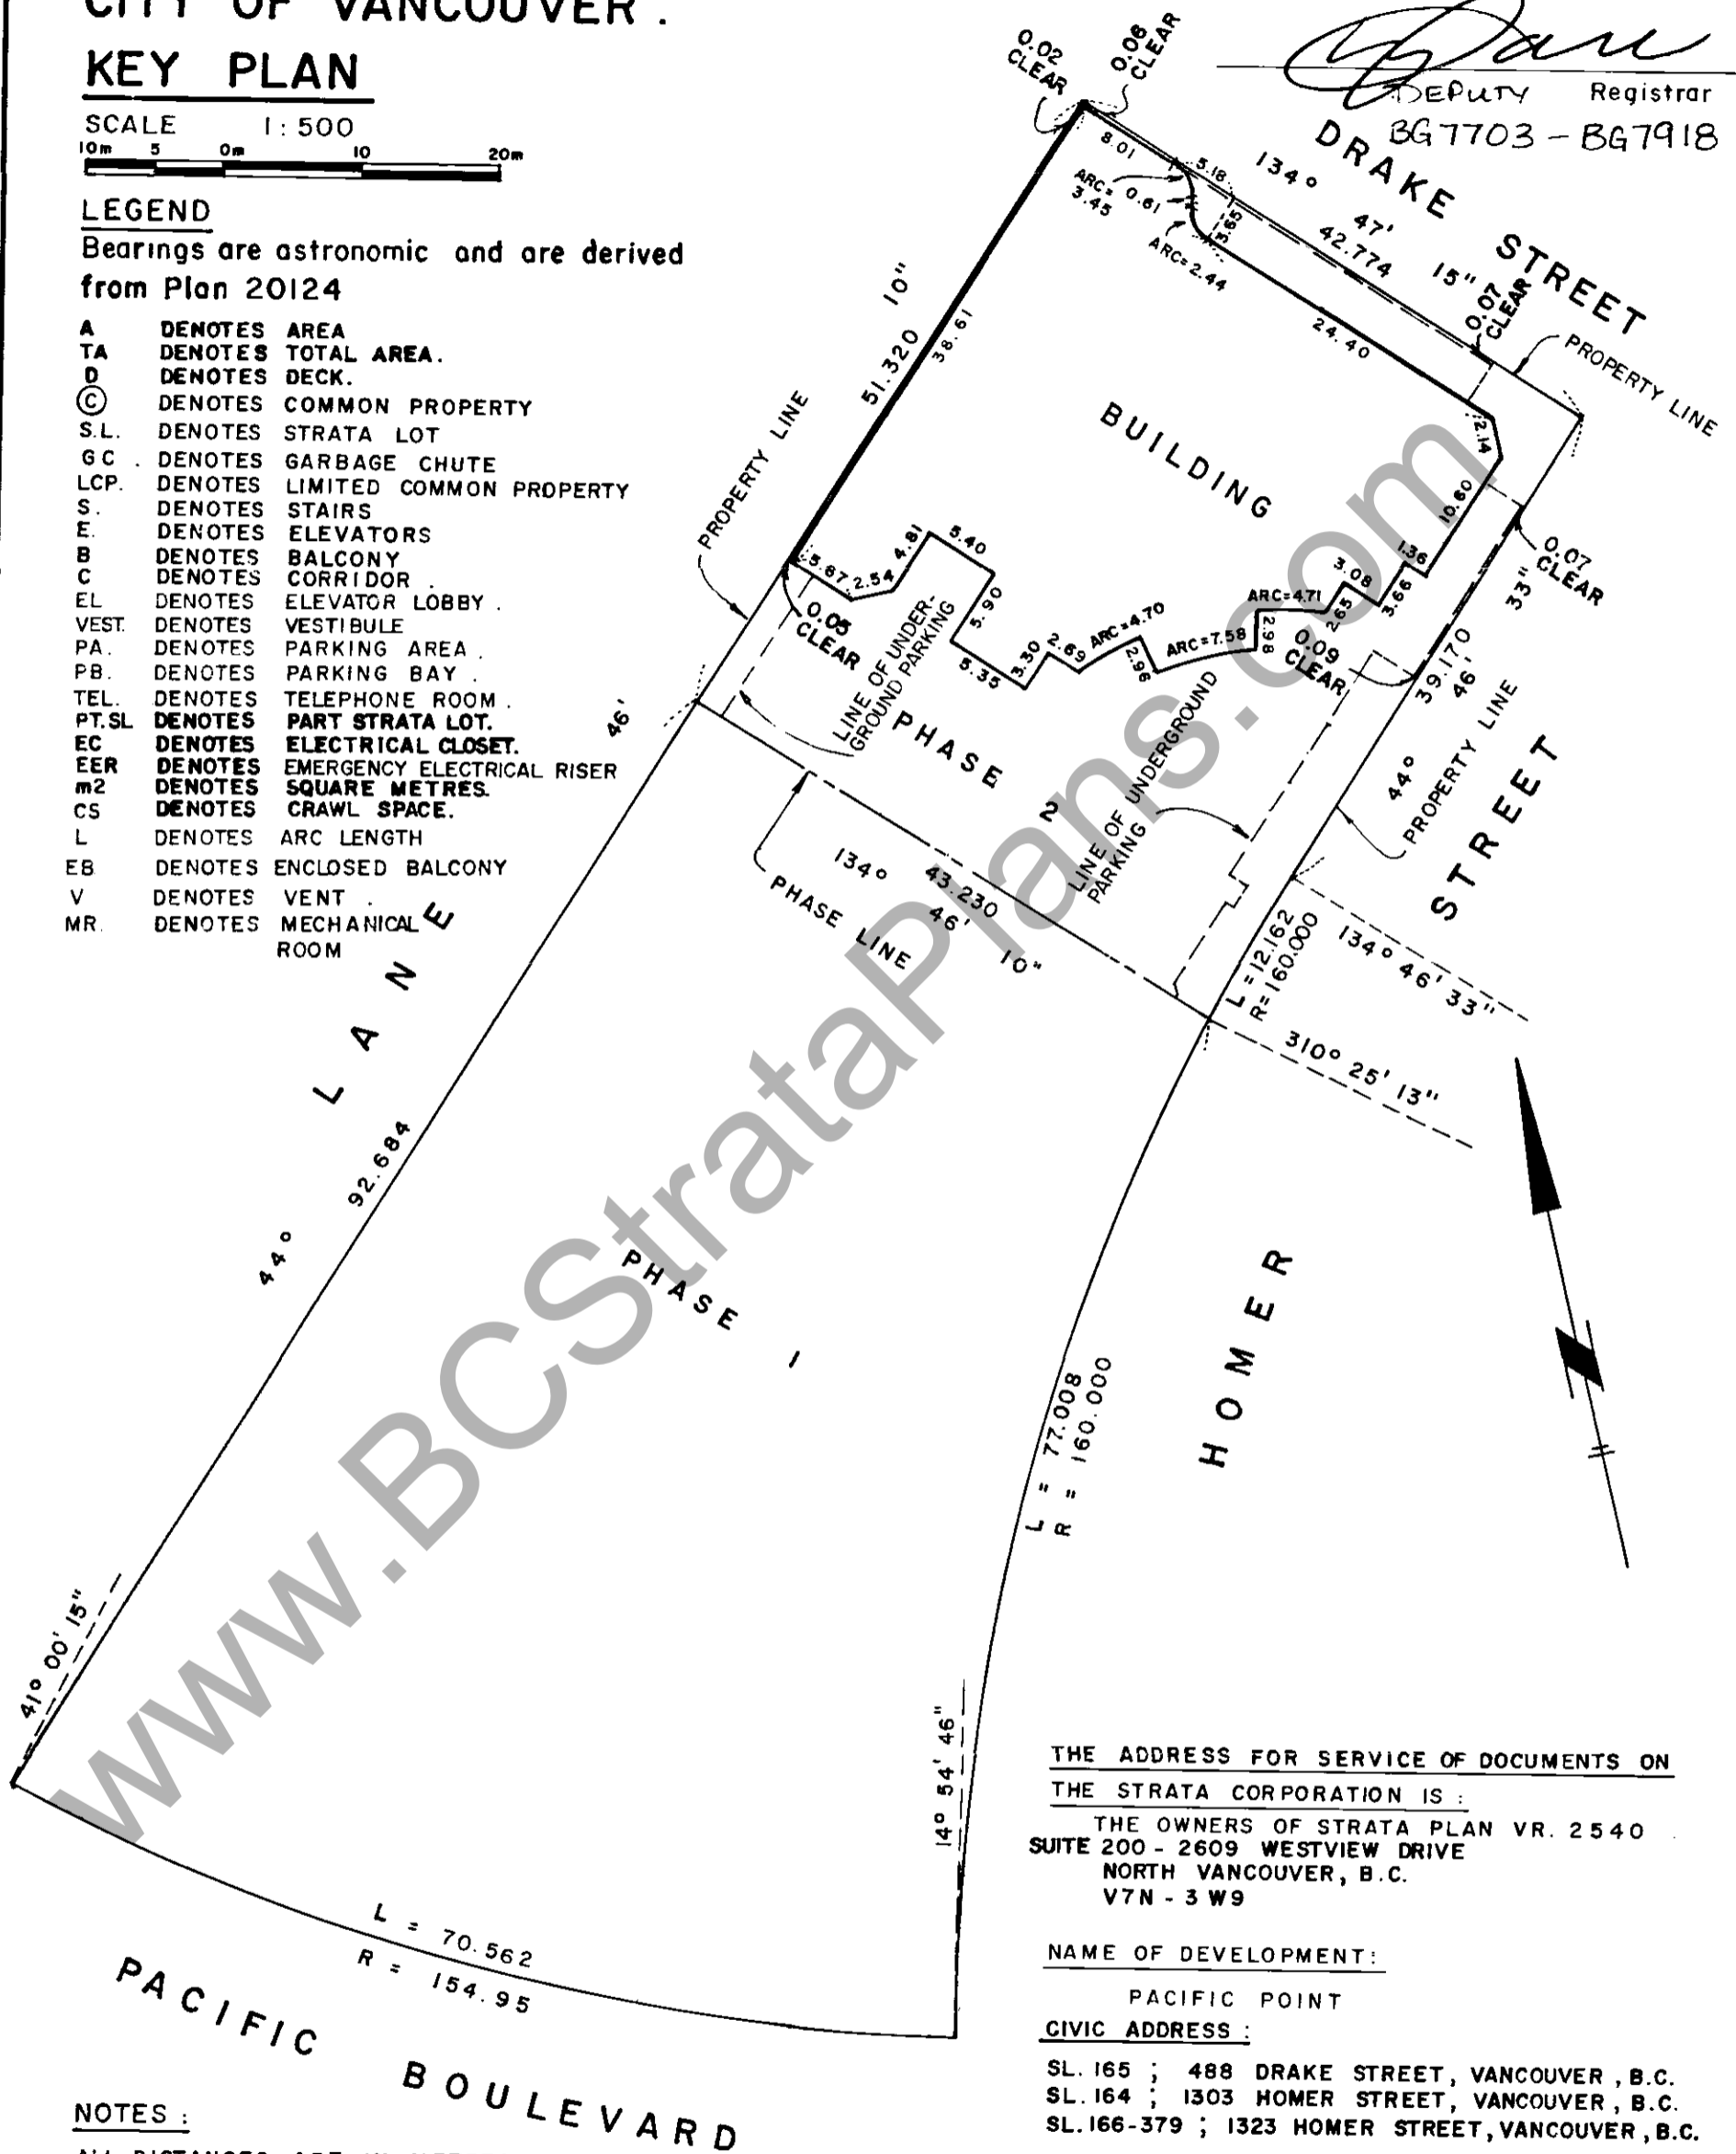 CITY OF VANCOUVER.
KEY PLAN
SCALE 1:500
10m 5 0m 10 20m
LEGEND
Bearings are astronomic and are derived
from Plan 20124
A DENOTES AREA
TA DENOTES TOTAL AREA.
D DENOTES DECK.
Ⓒ DENOTES COMMON PROPERTY
S.L. DENOTES STRATA LOT
GC. DENOTES GARBAGE CHUTE
LCP. DENOTES LIMITED COMMON PROPERTY
S. DENOTES STAIRS
E. DENOTES ELEVATORS
B DENOTES BALCONY
C DENOTES CORRIDOR.
EL DENOTES ELEVATOR LOBBY.
VEST. DENOTES VESTIBULE
PA. DENOTES PARKING AREA.
PB. DENOTES PARKING BAY.
TEL. DENOTES TELEPHONE ROOM.
PT.SL DENOTES PART STRATA LOT.
EC DENOTES ELECTRICAL CLOSET.
EER DENOTES EMERGENCY ELECTRICAL RISER
m2 DENOTES SQUARE METRES.
CS DENOTES CRAWL SPACE.
L DENOTES ARC LENGTH
EB DENOTES ENCLOSED BALCONY
V DENOTES VENT.
MR. DENOTES MECHANICAL
ROOM
DEPUTY Registrar
BG7703 - BG7918
0.02
CLEAR
0.06
CLEAR
DRAKE STREET
134° 47' 15"
42.774
8.01
5.18
ARC=
3.45
0.61
3.65
ARC=2.44
24.40
0.07
CLEAR
PROPERTY LINE
2.14
10.60
1.36
3.66
3.08
2.65
0.07
CLEAR
BUILDING
10"
51.320
38.61
PROPERTY LINE
5.67
2.54
4.81
5.40
5.90
5.35
3.30
2.69
ARC=4.70
2.96
ARC=7.58
2.98
ARC=4.71
0.05
CLEAR
0.09
CLEAR
LINE OF UNDER-
GROUND PARKING
PHASE 2
LINE OF UNDERGROUND
PARKING
46'
33"
39.170
46'
44°
PROPERTY LINE
134° 46' 10"
43.230
PHASE LINE
L=12.162
R=160.000
134° 46' 33"
310° 25' 13"
HOMER STREET
LANE
92.684
44°
PHASE 1
L = 77.008
R = 160.000
41° 00' 15"
14° 54' 46"
L = 70.562
R = 154.95
PACIFIC BOULEVARD
THE ADDRESS FOR SERVICE OF DOCUMENTS ON
THE STRATA CORPORATION IS :
THE OWNERS OF STRATA PLAN VR. 2540
SUITE 200 - 2609 WESTVIEW DRIVE
NORTH VANCOUVER, B.C.
V7N - 3W9
NAME OF DEVELOPMENT:
PACIFIC POINT
CIVIC ADDRESS :
SL. 165 ; 488 DRAKE STREET, VANCOUVER, B.C.
SL. 164 ; 1303 HOMER STREET, VANCOUVER, B.C.
SL. 166-379 ; 1323 HOMER STREET, VANCOUVER, B.C.
NOTES :
www.BCStrataPlans.com